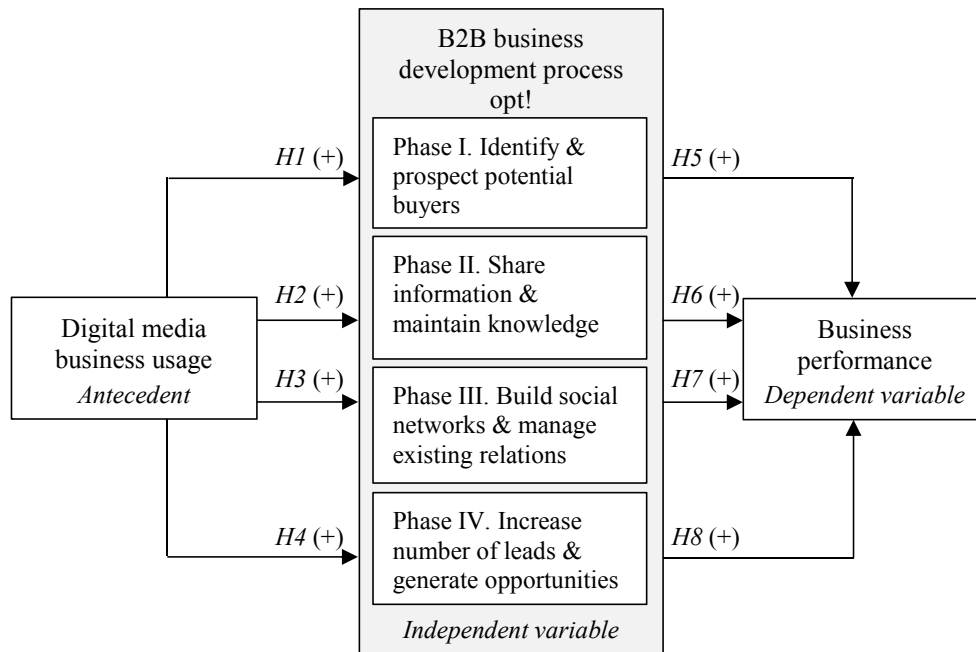 B2B business
development process
opt!
H1 (+)
Phase I. Identify &
prospect potential
buyers
H5 (+)
H2 (+)
Phase II. Share
information &
maintain knowledge
H6 (+)
Digital media
business usage
Antecedent
Business
performance
Dependent variable
H3 (+)
Phase III. Build social
networks & manage
existing relations
H7 (+)
H4 (+)
Phase IV. Increase
number of leads &
generate opportunities
H8 (+)
Independent variable